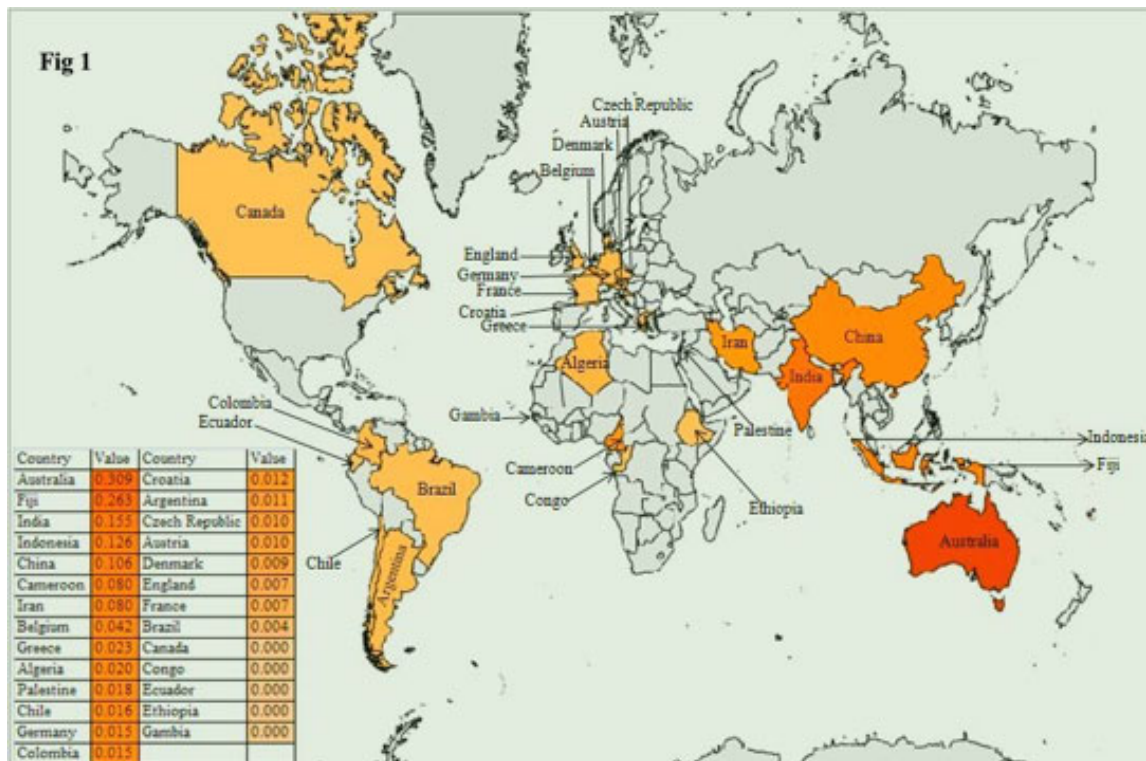 Fig 1
Czech Republic
Austria
Denmark
Belgium
Canada
England
Germany
France
Croatia
Greece
Iran
China
India
Algeria
Gambia
Palestine
Colombia
Ecuador
Indonesia
Fiji
Cameroon
Congo
Ethiopia
Brazil
Chile
Argentina
Australia
Country Value Country Value
Australia 0.309 Croatia 0.012
Fiji 0.263 Argentina 0.011
India 0.155 Czech Republic 0.010
Indonesia 0.126 Austria 0.010
China 0.106 Denmark 0.009
Cameroon 0.080 England 0.007
Iran 0.080 France 0.007
Belgium 0.042 Brazil 0.004
Greece 0.023 Canada 0.000
Algeria 0.020 Congo 0.000
Palestine 0.018 Ecuador 0.000
Chile 0.016 Ethiopia 0.000
Germany 0.015 Gambia 0.000
Colombia 0.015